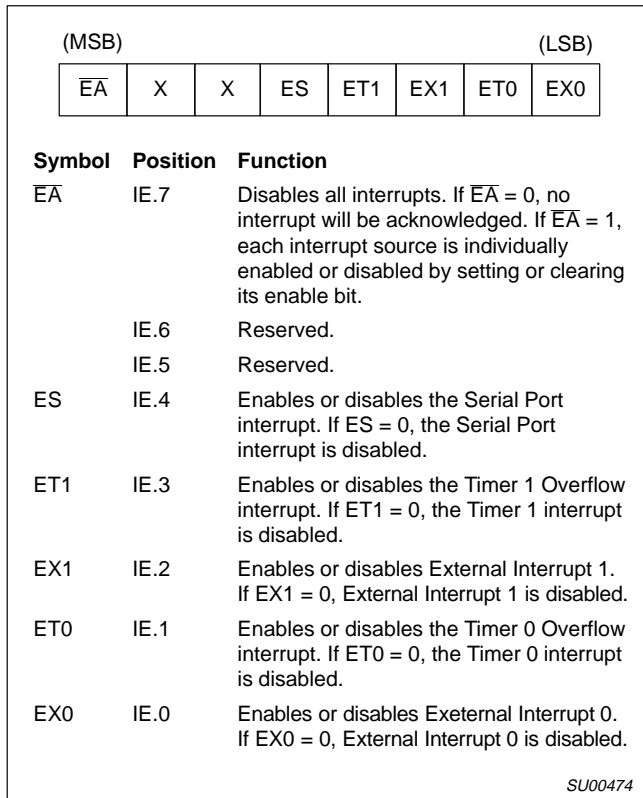 (MSB) (LSB)
E̅A̅ X X ES ET1 EX1 ET0 EX0
Symbol Position Function
E̅A̅ IE.7 Disables all interrupts. If E̅A̅ = 0, no
interrupt will be acknowledged. If E̅A̅ = 1,
each interrupt source is individually
enabled or disabled by setting or clearing
its enable bit.
IE.6 Reserved.
IE.5 Reserved.
ES IE.4 Enables or disables the Serial Port
interrupt. If ES = 0, the Serial Port
interrupt is disabled.
ET1 IE.3 Enables or disables the Timer 1 Overflow
interrupt. If ET1 = 0, the Timer 1 interrupt
is disabled.
EX1 IE.2 Enables or disables External Interrupt 1.
If EX1 = 0, External Interrupt 1 is disabled.
ET0 IE.1 Enables or disables the Timer 0 Overflow
interrupt. If ET0 = 0, the Timer 0 interrupt
is disabled.
EX0 IE.0 Enables or disables Exeternal Interrupt 0.
If EX0 = 0, External Interrupt 0 is disabled.
SU00474